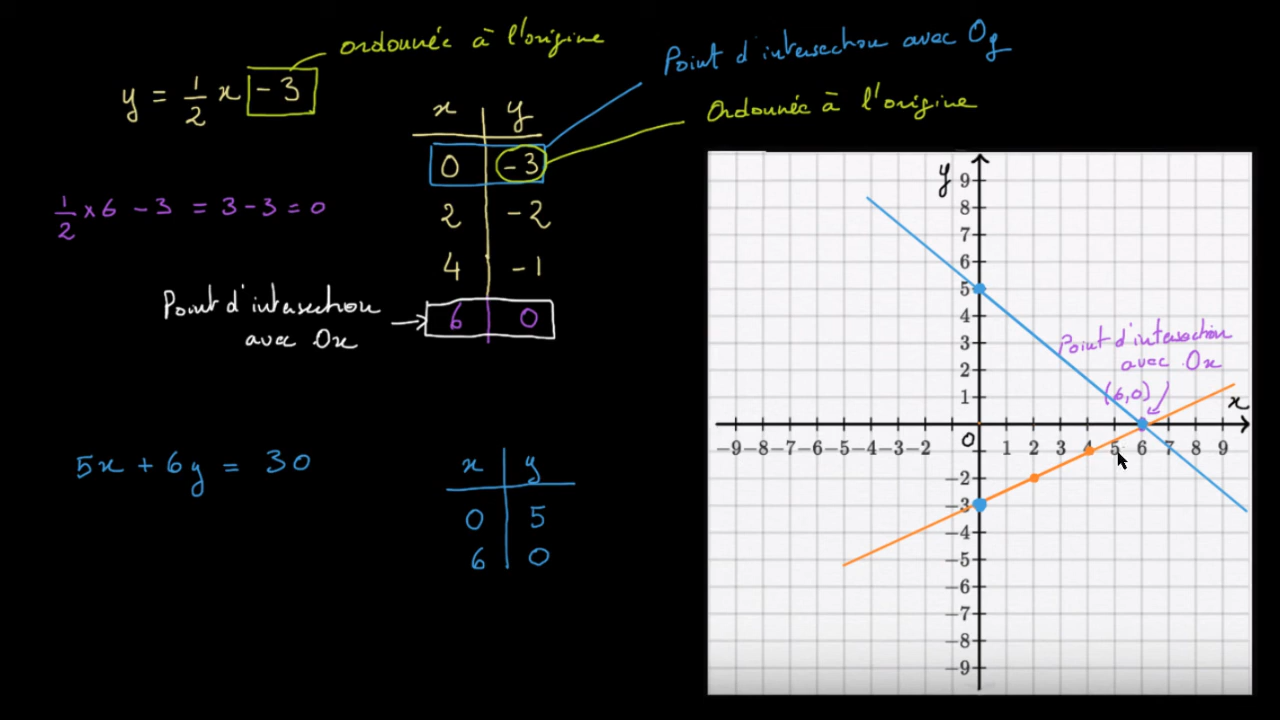 ordonnée à l'origine
y = 1/2 x - 3
Point d'intersection avec Oy
Ordonnée à l'origine
x y
0 -3
2 -2
4 -1
6 0
1/2 × 6 - 3 = 3 - 3 = 0
Point d'intersection
avec Ox
5x + 6y = 30
x y
0 5
6 0
y
9
8
7
6
5
4
3
2
1
Point d'intersection
avec Ox
(6,0)
x
0
-9 -8 -7 -6 -5 -4 -3 -2 1 2 3 4 5 6 7 8 9
-2
-3
-4
-5
-6
-7
-8
-9